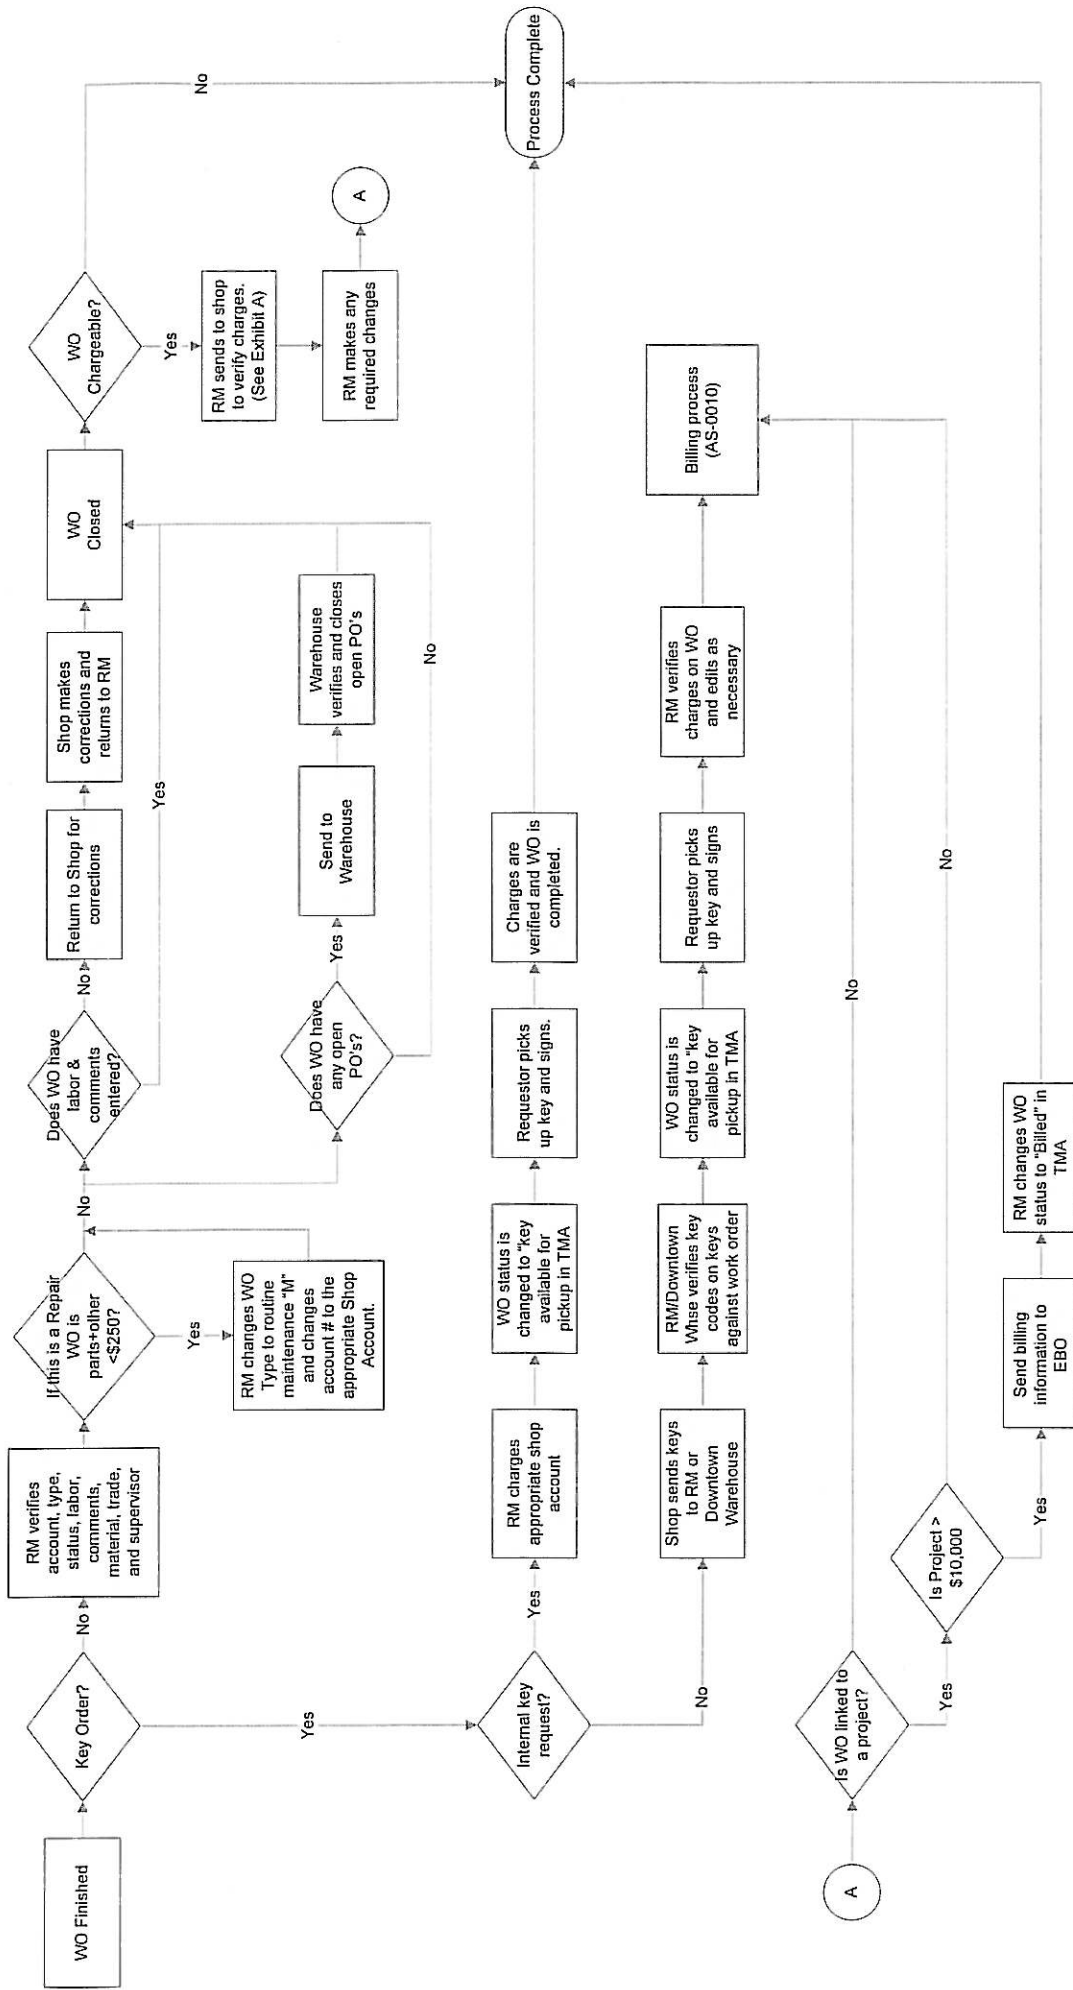 WO Finished
Key Order?
No
RM verifies
account, type,
status, labor,
comments,
material, trade,
and supervisor
If this is a Repair
WO is
parts+other
<$250?
No
Yes
RM changes WO
Type to routine
maintenance "M"
and changes
account # to the
appropriate Shop
Account.
Does WO have
labor &
comments
entered?
No
Return to Shop for
corrections
Shop makes
corrections and
returns to RM
Yes
WO
Closed
Does WO have
any open
PO's?
Yes
Send to
Warehouse
Warehouse
verifies and closes
open PO's
No
WO
Chargeable?
No
Yes
RM sends to shop
to verify charges.
(See Exhibit A)
RM makes any
required changes
A
Process Complete
Yes
Internal key
request?
Yes
RM charges
appropriate shop
account
WO status is
changed to "key
available for
pickup in TMA
Requestor picks
up key and signs.
Charges are
verified and WO is
completed.
No
Shop sends keys
to RM or
Downtown
Warehouse
RM/Downtown
Whse verifies key
codes on keys
against work order
WO status is
changed to "key
available for
pickup in TMA
Requestor picks
up key and signs
RM verifies
charges on WO
and edits as
necessary
Billing process
(AS-0010)
A
Is WO linked to
a project?
No
Yes
Is Project >
$10,000
No
Yes
Send billing
information to
EBO
RM changes WO
status to "Billed" in
TMA